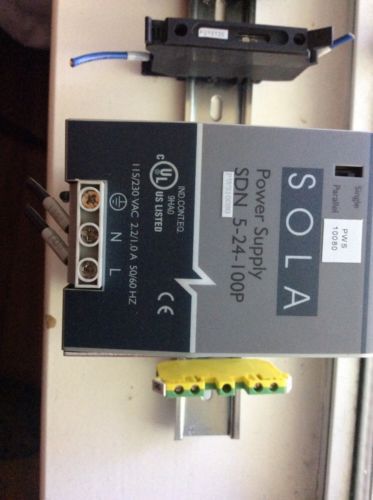 SOLA
Power Supply
SDN 5-24-100P
Single
Parallel
PWS
10080
C UL US LISTED
IND.CONT.EQ.
9HA0
115/230 VAC 2.2/1.0 A 50/60 HZ
N
L
CE